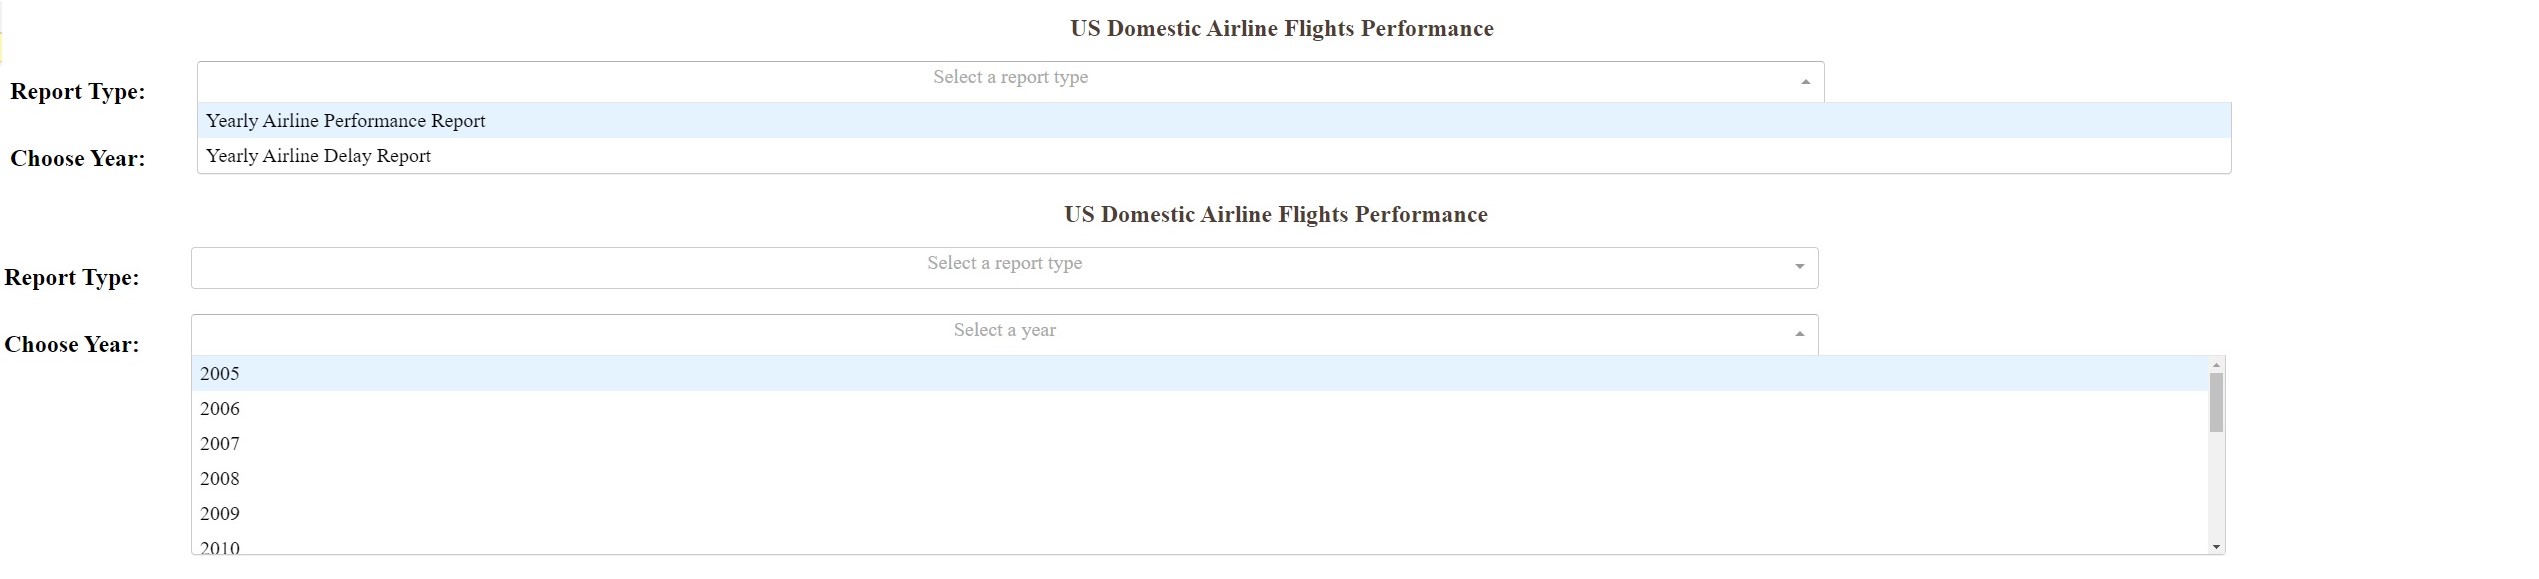 US Domestic Airline Flights Performance
Report Type:
Select a report type
Yearly Airline Performance Report
Choose Year:
Yearly Airline Delay Report
US Domestic Airline Flights Performance
Report Type:
Select a report type
Choose Year:
Select a year
2005
2006
2007
2008
2009
2010